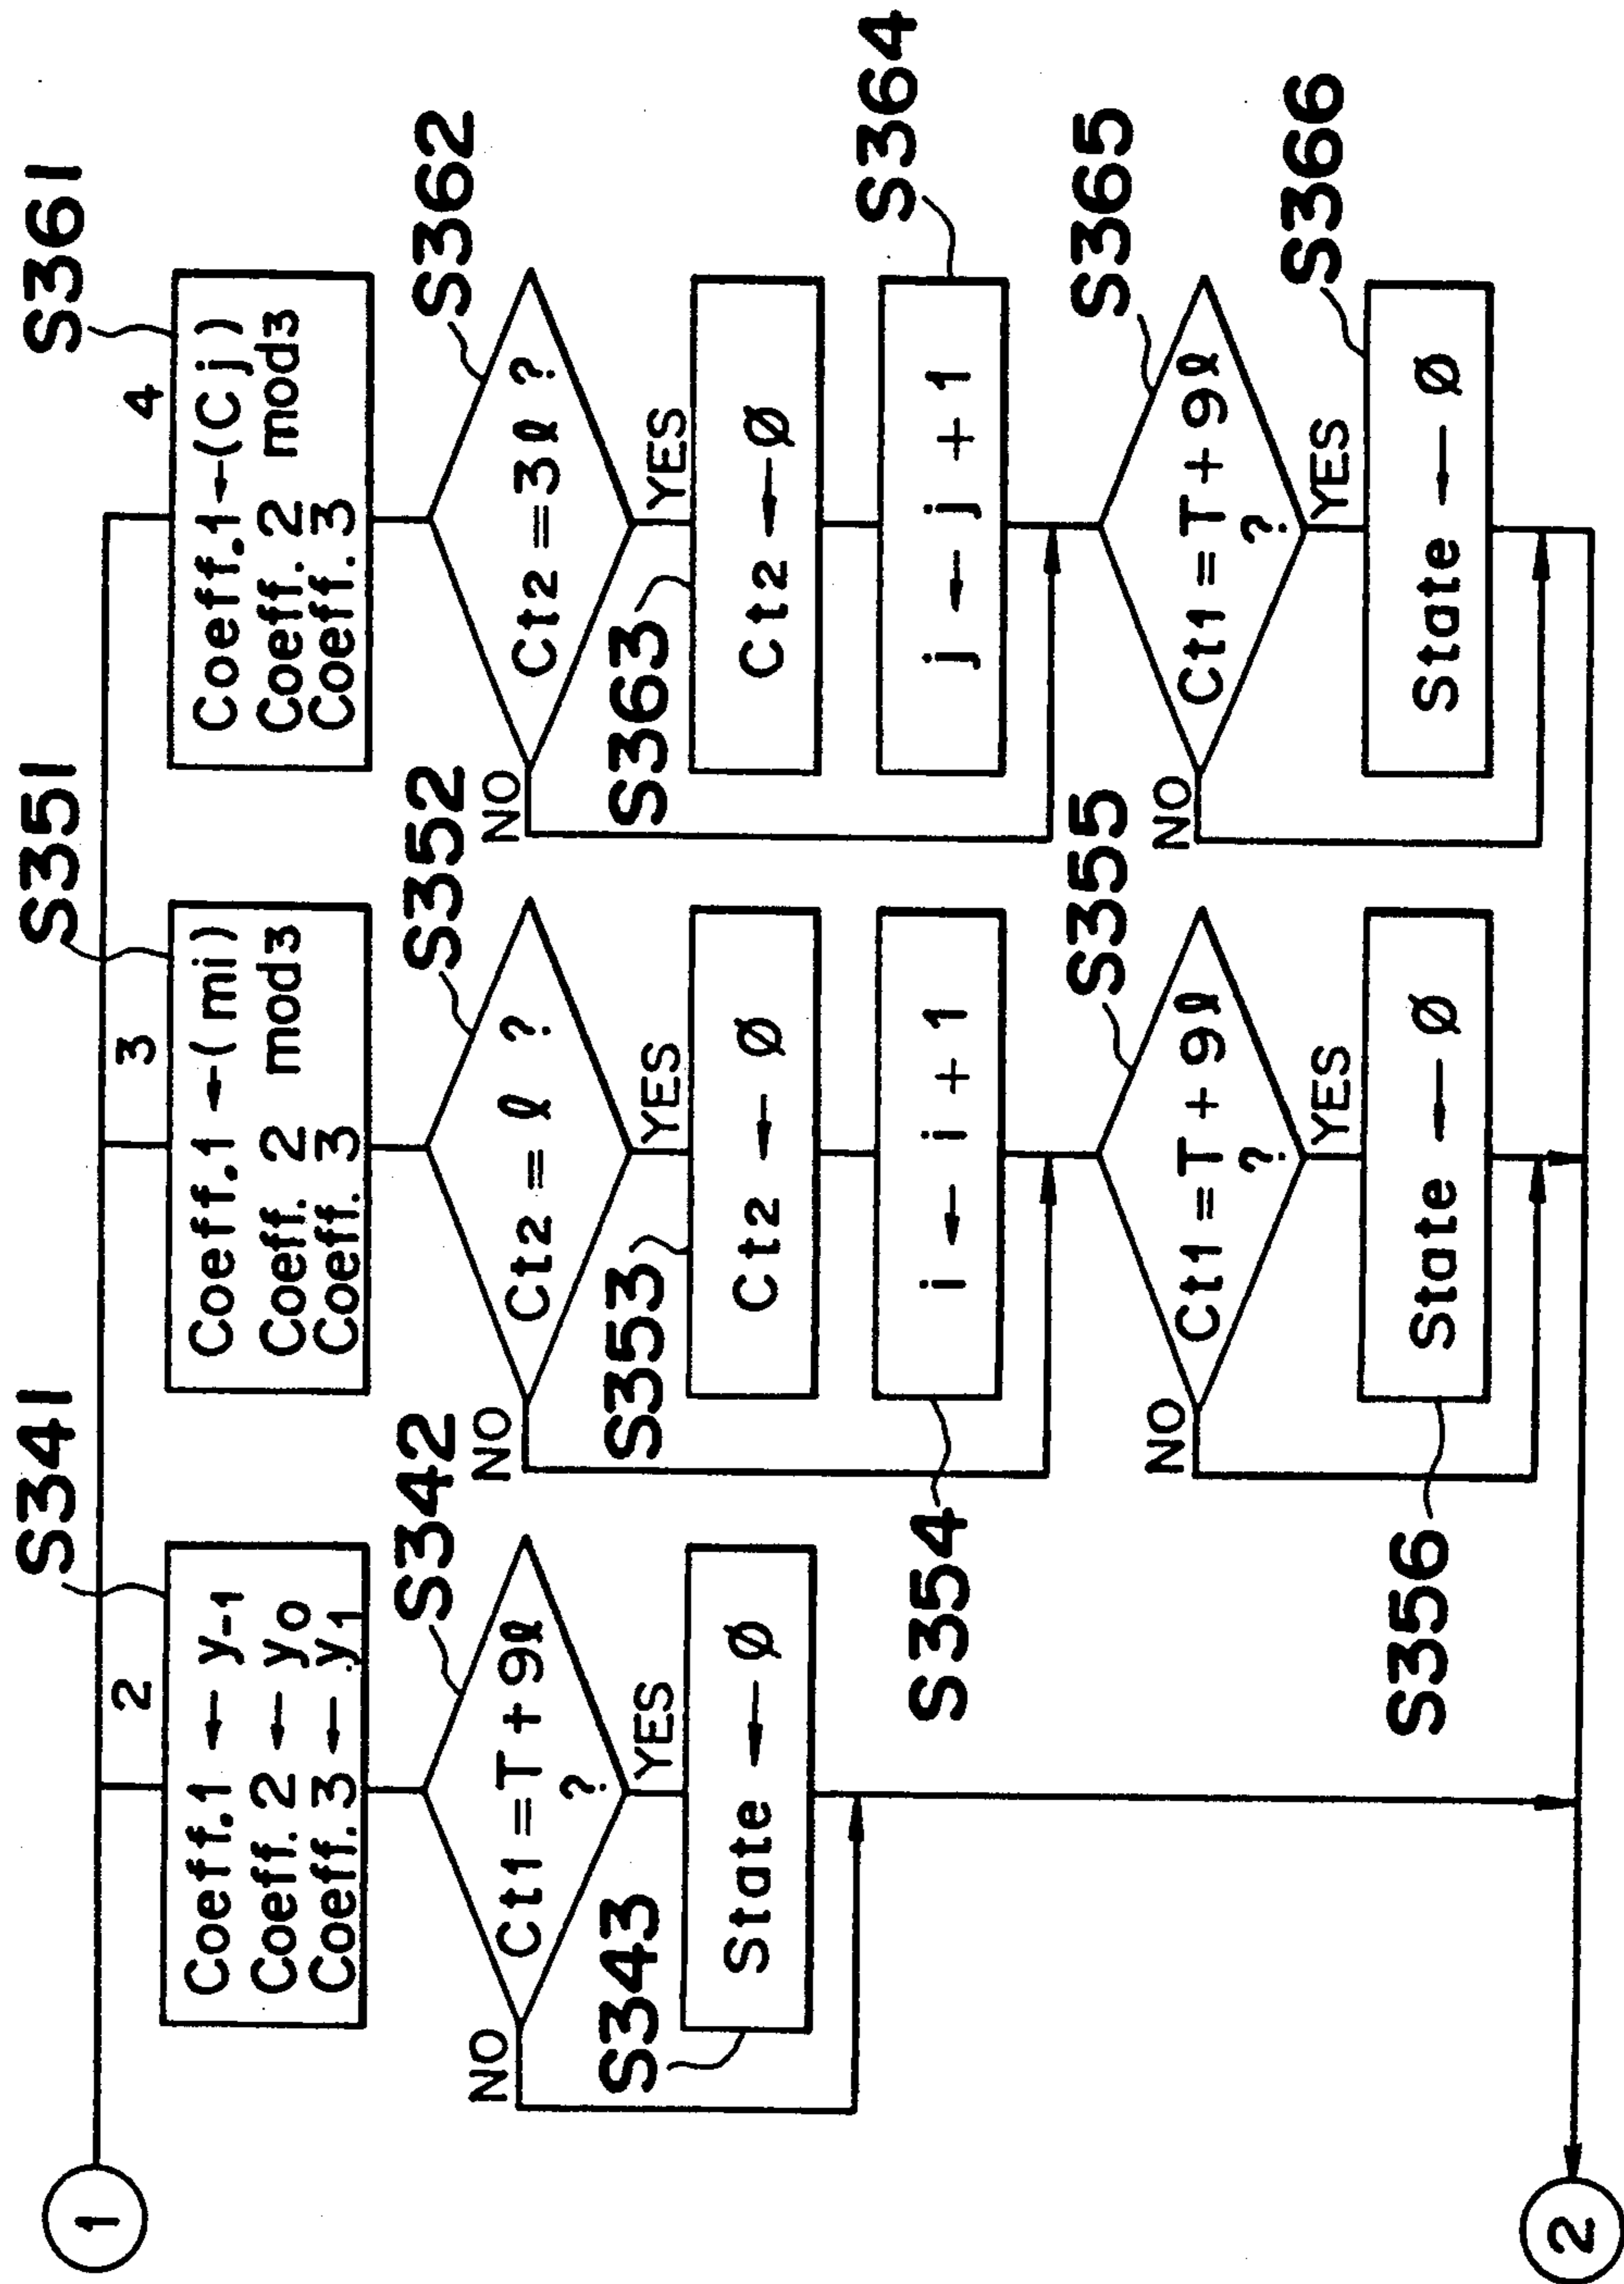 1
2
S341
Coeff.1 ← y-1
Coeff. 2 ← y0
Coeff. 3 ← y1
S342
Ct1 = T + 9ℓ
?
NO
YES
S343
State ← Ø
3
S351
Coeff.1 ← (mi)
Coeff. 2 mod3
Coeff. 3
S352
Ct2 = ℓ ?
NO
YES
S353
Ct2 ← Ø
S354
i ← i + 1
S355
Ct1 = T + 9ℓ
?
NO
YES
S356
State ← Ø
4
S361
Coeff.1 ← (Cj)
Coeff. 2 mod3
Coeff. 3
S362
Ct2 = 3ℓ ?
NO
YES
S363
Ct2 ← Ø
S364
j ← j + 1
S365
Ct1 = T + 9ℓ
?
NO
YES
S366
State ← Ø
2